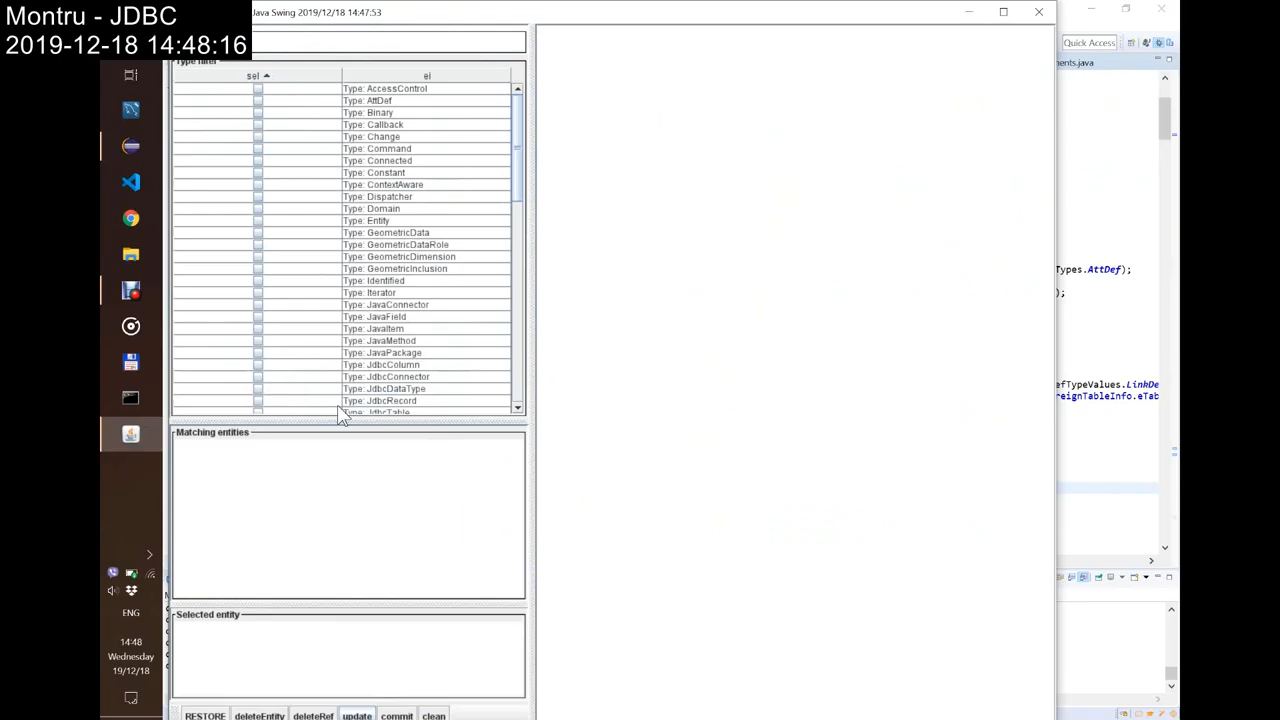 Montru - JDBC
2019-12-18 14:48:16
Java Swing 2019/12/18 14:47:53
Quick Access
ments.java
Type filter
sel
ei
Type: AccessControl
Type: AttDef
Type: Binary
Type: Callback
Type: Change
Type: Command
Type: Connected
Type: Constant
Type: ContextAware
Type: Dispatcher
Type: Domain
Type: Entity
Type: GeometricData
Type: GeometricDataRole
Type: GeometricDimension
Type: GeometricInclusion
Type: Identified
Type: Iterator
Type: JavaConnector
Type: JavaField
Type: JavaItem
Type: JavaMethod
Type: JavaPackage
Type: JdbcColumn
Type: JdbcConnector
Type: JdbcDataType
Type: JdbcRecord
Type: JdbcTable
Types.AttDef);
);
efTypeValues.LinkDe
reignTableInfo.eTab
Matching entities
Selected entity
RESTORE deleteEntity deleteRef update commit clean
ENG
14:48
Wednesday
19/12/18